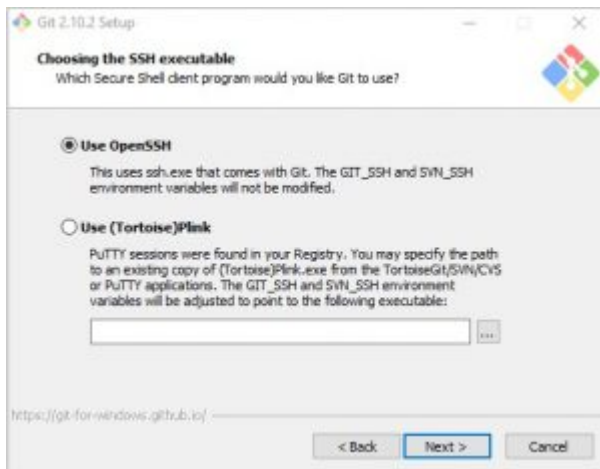 Git 2.10.2 Setup
Choosing the SSH executable
Which Secure Shell client program would you like Git to use?
Use OpenSSH
This uses ssh.exe that comes with Git. The GIT_SSH and SVN_SSH
environment variables will not be modified.
Use (Tortoise)Plink
PuTTY sessions were found in your Registry. You may specify the path
to an existing copy of (Tortoise)Plink.exe from the TortoiseGit/SVN/CVS
or PuTTY applications. The GIT_SSH and SVN_SSH environment
variables will be adjusted to point to the following executable:
...
https://git-for-windows.github.io/
< Back Next > Cancel